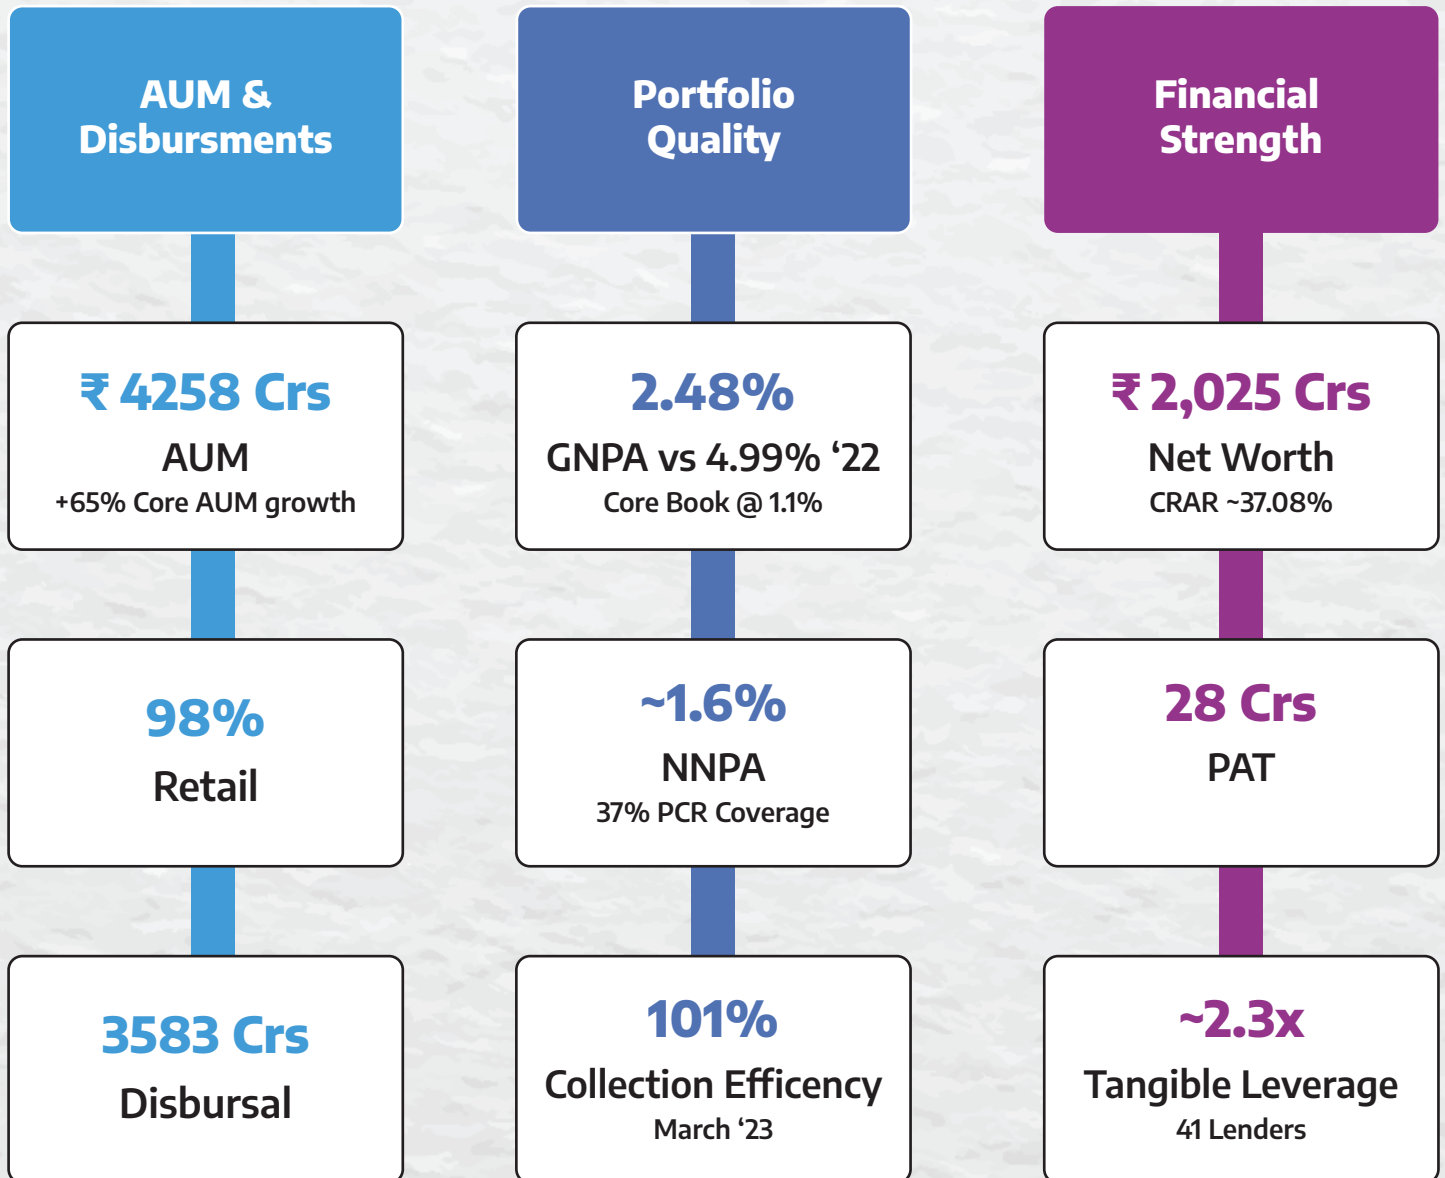 AUM &
Disbursments
₹ 4258 Crs
AUM
+65% Core AUM growth
98%
Retail
3583 Crs
Disbursal
Portfolio
Quality
2.48%
GNPA vs 4.99% ‘22
Core Book @ 1.1%
~1.6%
NNPA
37% PCR Coverage
101%
Collection Efficency
March ‘23
Financial
Strength
₹ 2,025 Crs
Net Worth
CRAR ~37.08%
28 Crs
PAT
~2.3x
Tangible Leverage
41 Lenders